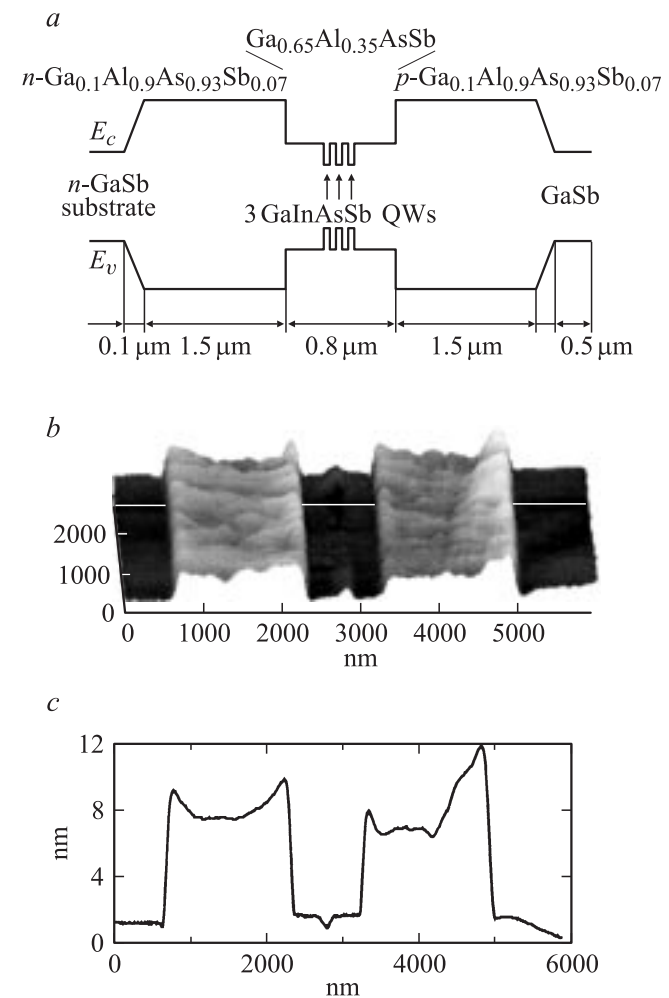 a
Ga0.65Al0.35AsSb
n-Ga0.1Al0.9As0.93Sb0.07 p-Ga0.1Al0.9As0.93Sb0.07
Ec
n-GaSb
substrate
GaSb
3 GaInAsSb QWs
Ev
0.1 μm 1.5 μm 0.8 μm 1.5 μm 0.5 μm
b
2000
1000
0
0 1000 2000 3000 4000 5000
nm
c
12
8
4
0
nm
0 2000 4000 6000
nm